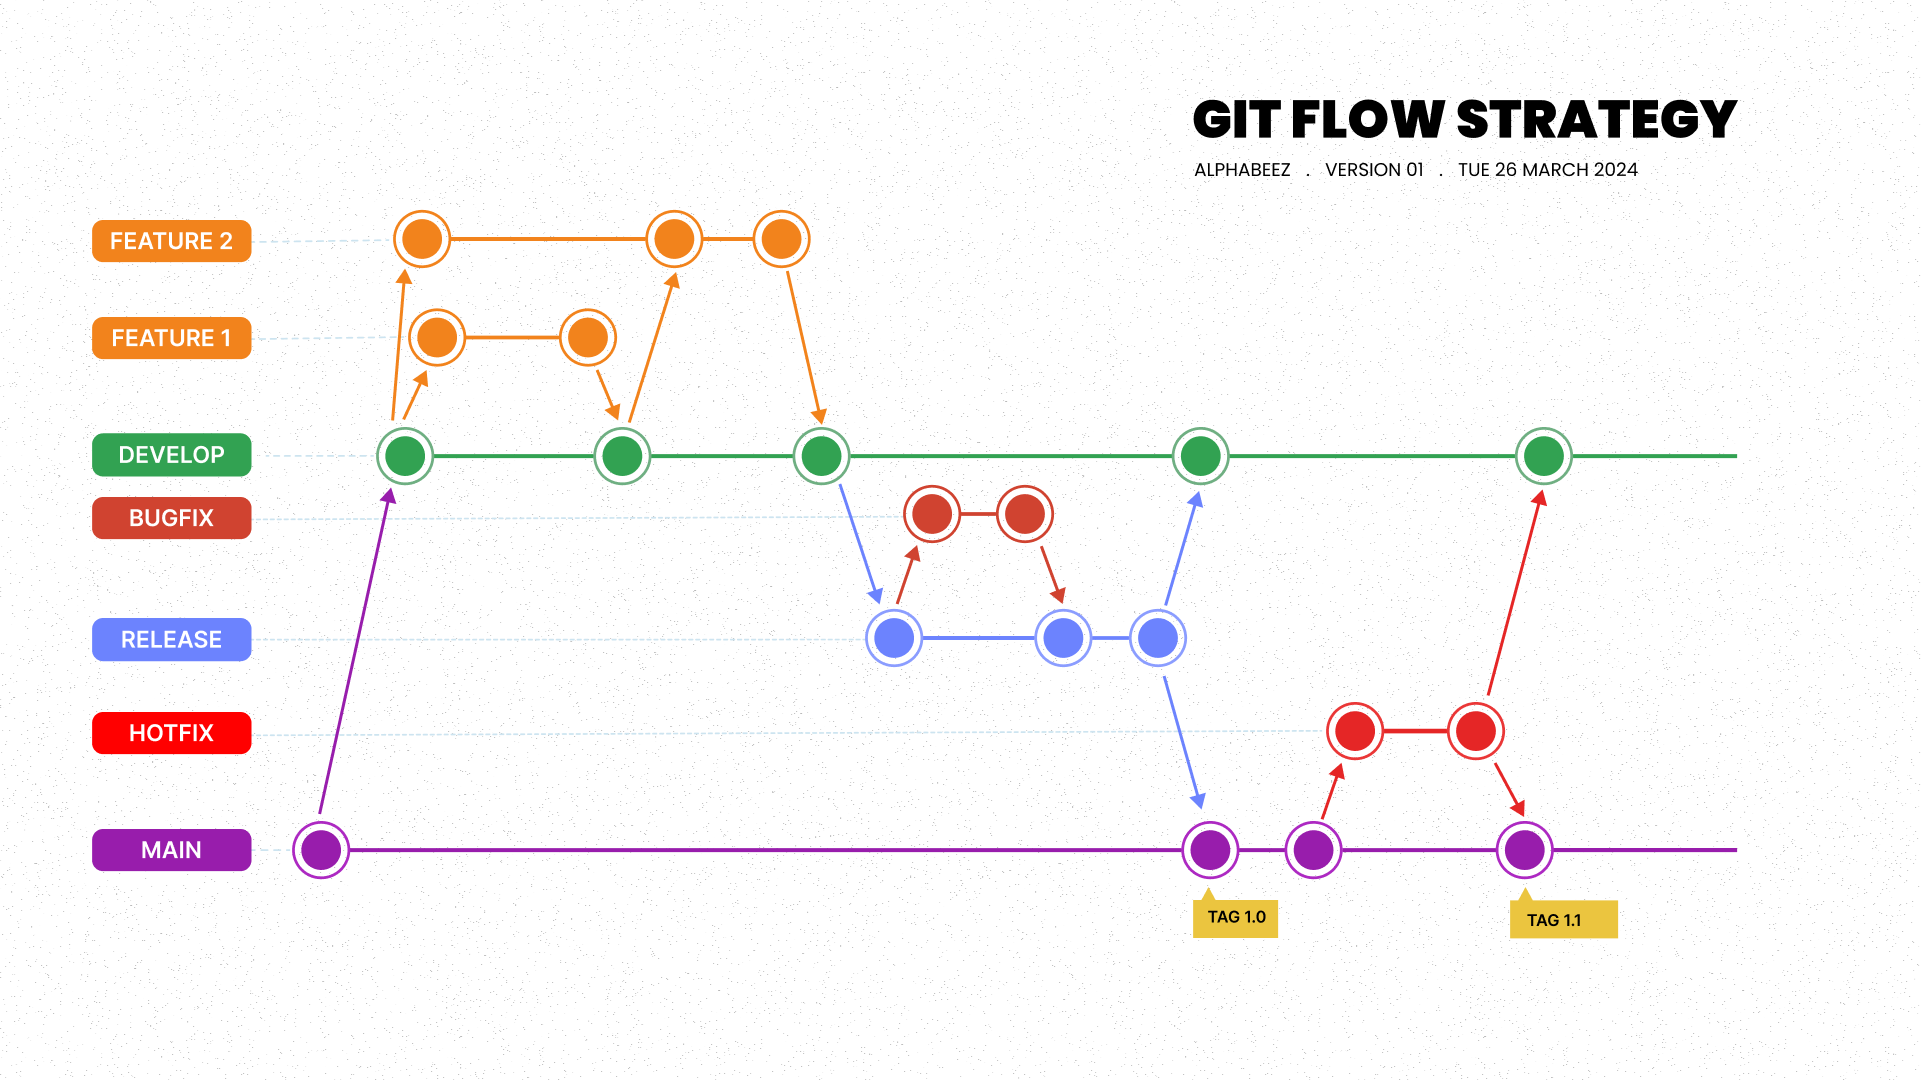 GIT FLOW STRATEGY
ALPHABEEZ . VERSION 01 . TUE 26 MARCH 2024
FEATURE 2
FEATURE 1
DEVELOP
BUGFIX
RELEASE
HOTFIX
MAIN
TAG 1.0
TAG 1.1